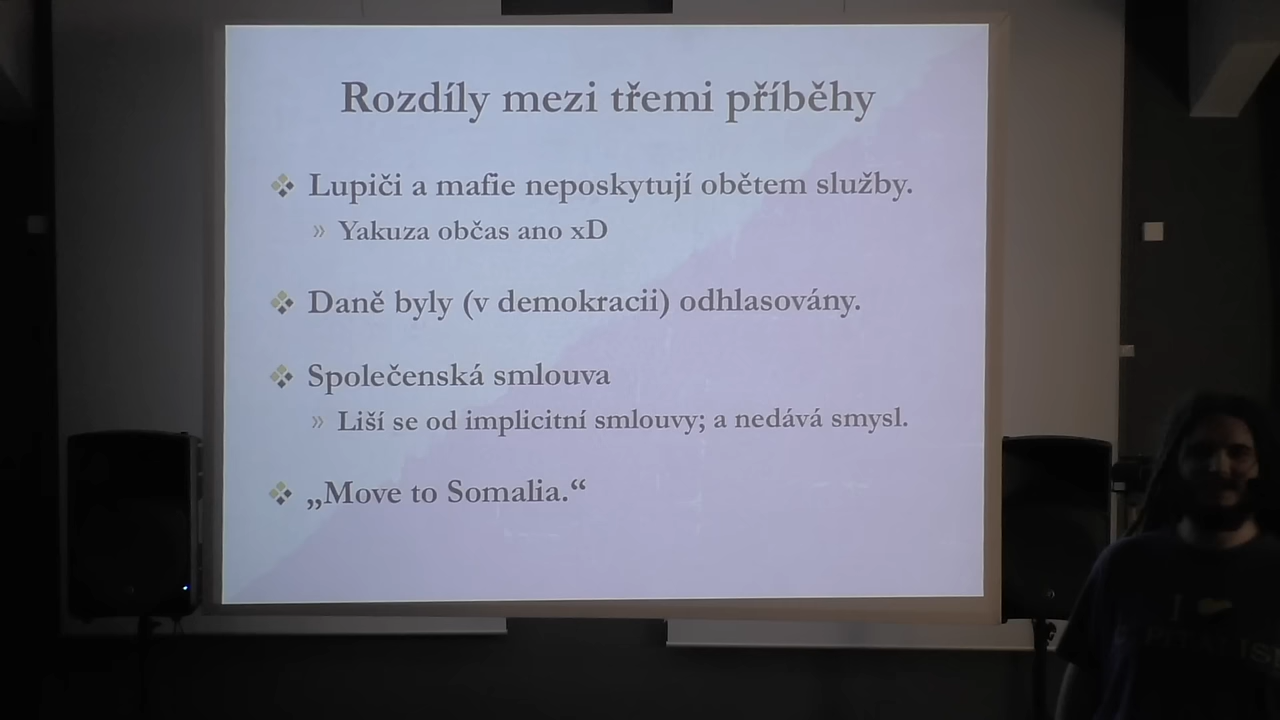 Rozdíly mezi třemi příběhy
Lupiči a mafie neposkytují obětem služby.
» Yakuza občas ano xD
Daně byly (v demokracii) odhlasovány.
Společenská smlouva
» Liší se od implicitní smlouvy; a nedává smysl.
„Move to Somalia.“